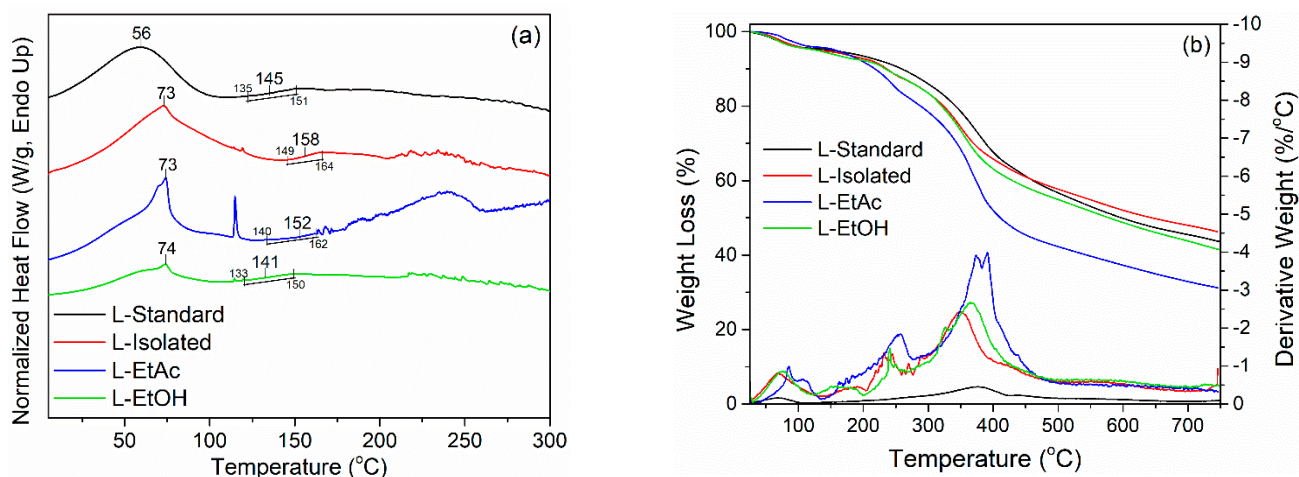 (a)
56
135 145 151
73
149 158 164
73
140 152 162
74
133 141 150
L-Standard
L-Isolated
L-EtAc
L-EtOH
Normalized Heat Flow (W/g, Endo Up)
50 100 150 200 250 300
Temperature (°C)
(b)
100
80
60
40
20
0
Weight Loss (%)
L-Standard
L-Isolated
L-EtAc
L-EtOH
-10
-9
-8
-7
-6
-5
-4
-3
-2
-1
0
Derivative Weight (%/°C)
100 200 300 400 500 600 700
Temperature (°C)